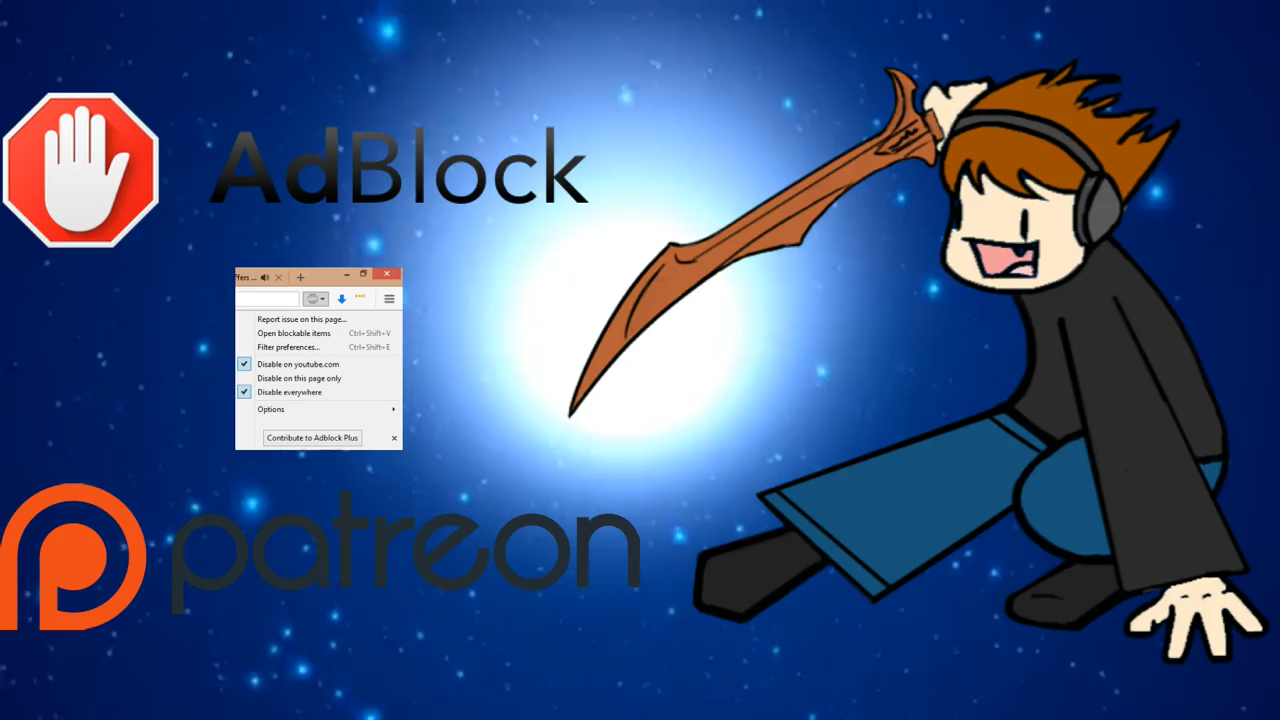 AdBlock
ffers ...
Report issue on this page...
Open blockable items Ctrl+Shift+V
Filter preferences... Ctrl+Shift+E
Disable on youtube.com
Disable on this page only
Disable everywhere
Options
Contribute to Adblock Plus
patreon